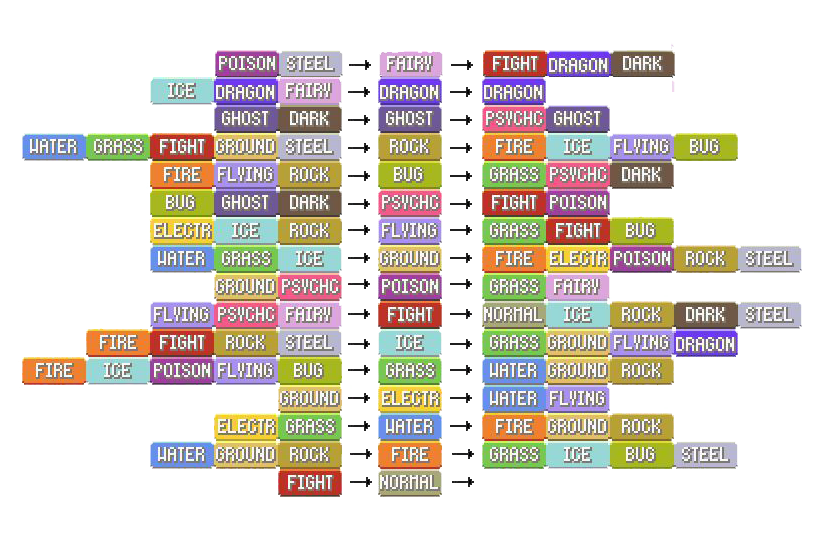 POISON STEEL → FAIRY → FIGHT DRAGON DARK
ICE DRAGON FAIRY → DRAGON → DRAGON
GHOST DARK → GHOST → PSYCHC GHOST
WATER GRASS FIGHT GROUND STEEL → ROCK → FIRE ICE FLYING BUG
FIRE FLYING ROCK → BUG → GRASS PSYCHC DARK
BUG GHOST DARK → PSYCHC → FIGHT POISON
ELECTR ICE ROCK → FLYING → GRASS FIGHT BUG
WATER GRASS ICE → GROUND → FIRE ELECTR POISON ROCK STEEL
GROUND PSYCHC → POISON → GRASS FAIRY
FLYING PSYCHC FAIRY → FIGHT → NORMAL ICE ROCK DARK STEEL
FIRE FIGHT ROCK STEEL → ICE → GRASS GROUND FLYING DRAGON
FIRE ICE POISON FLYING BUG → GRASS → WATER GROUND ROCK
GROUND → ELECTR → WATER FLYING
ELECTR GRASS → WATER → FIRE GROUND ROCK
WATER GROUND ROCK → FIRE → GRASS ICE BUG STEEL
FIGHT → NORMAL →